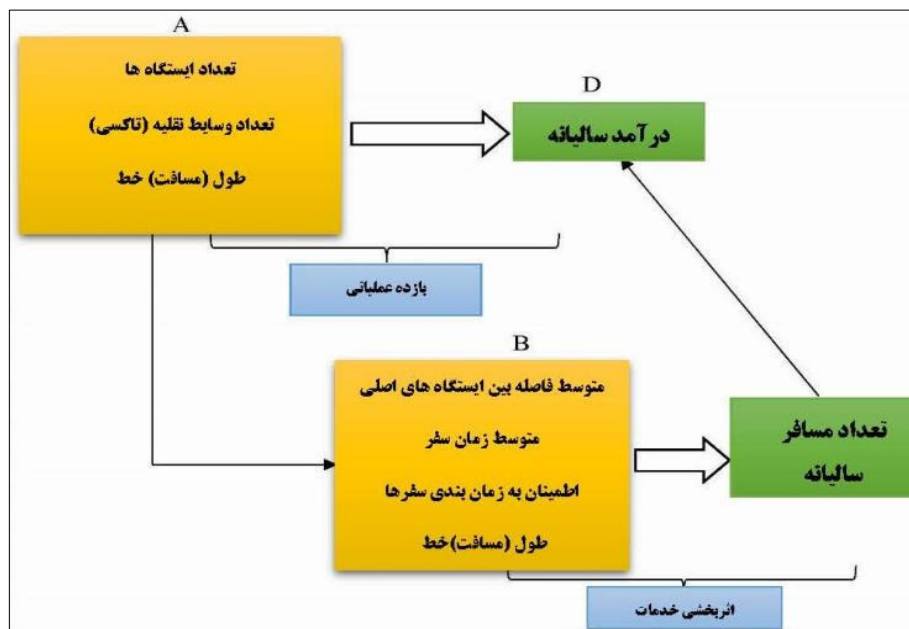 A
تعداد ایستگاه ها
تعداد وسایط نقلیه (تاکسی)
طول (مسافت) خط
D
درآمد سالیانه
بازده عملیاتی
B
متوسط فاصله بین ایستگاه های اصلی
متوسط زمان سفر
اطمینان به زمان بندی سفرها
طول (مسافت)خط
تعداد مسافر
سالیانه
اثربخشی خدمات